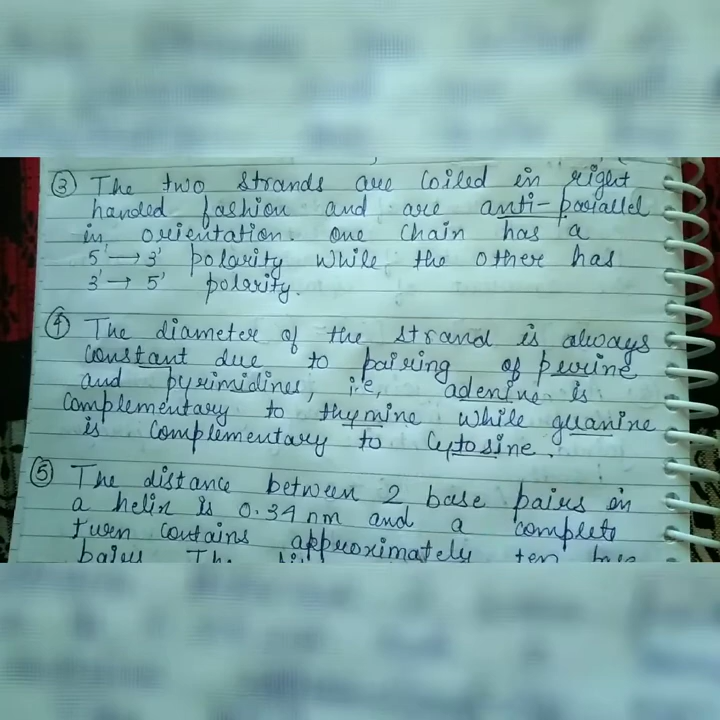 ③ The two strands are coiled in right
handed fashion and are anti-parallel
in orientation. one chain has a
5'→3' polarity while the other has
3'→ 5' polarity.
④ The diameter of the strand is always
constant due to pairing of purine
and pyrimidines, i.e, adenine is
complementary to thymine while guanine
is complementary to Cytosine.
⑤ The distance between 2 base pairs in
a helix is 0.34 nm and a complete
turn contains approximately ten base
pairs. The